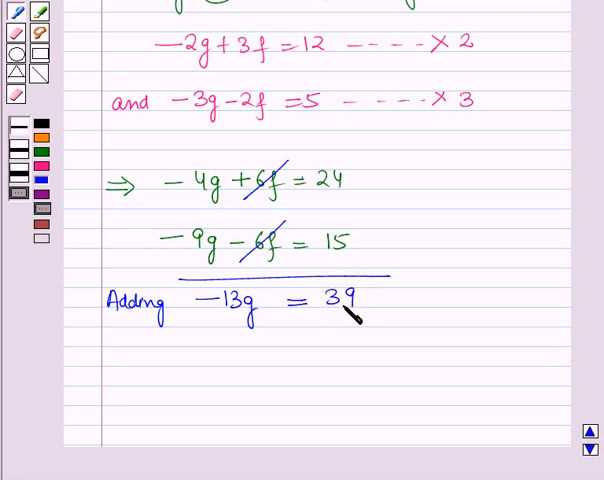 -2g + 3f = 12 ---- × 2
and -3g - 2f = 5 ---- × 3
⇒ -4g + 6f = 24
-9g - 6f = 15
Adding -13g = 39